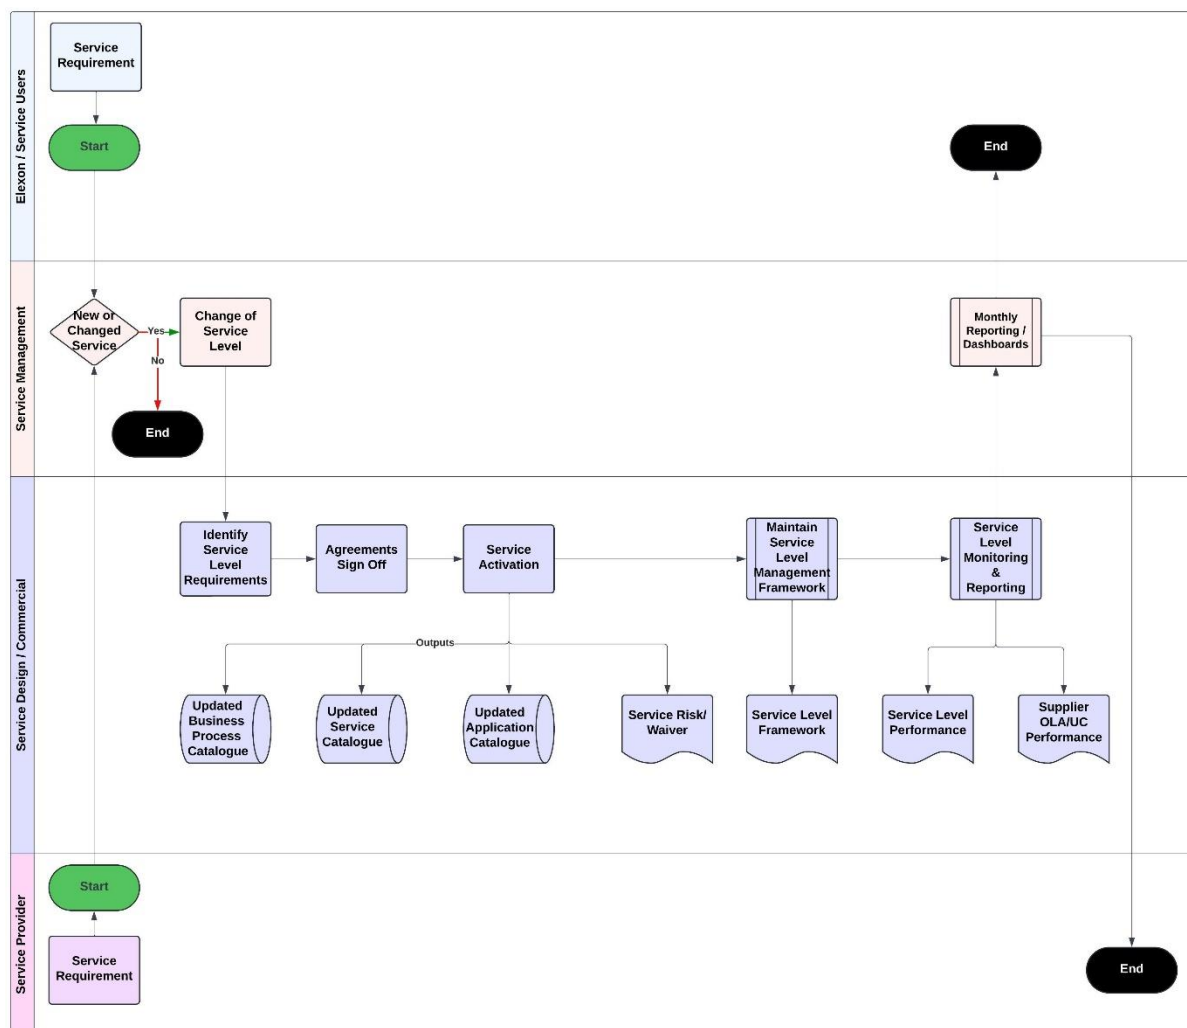 Elexon / Service Users
Service
Requirement
Start
End
Service Management
New or
Changed
Service
Yes
No
Change of
Service
Level
End
Monthly
Reporting /
Dashboards
Service Design / Commercial
Identify
Service
Level
Requirements
Agreements
Sign Off
Service
Activation
Maintain
Service
Level
Management
Framework
Service
Level
Monitoring
&
Reporting
Outputs
Updated
Business
Process
Catalogue
Updated
Service
Catalogue
Updated
Application
Catalogue
Service Risk/
Waiver
Service Level
Framework
Service Level
Performance
Supplier
OLA/UC
Performance
Service Provider
Start
Service
Requirement
End